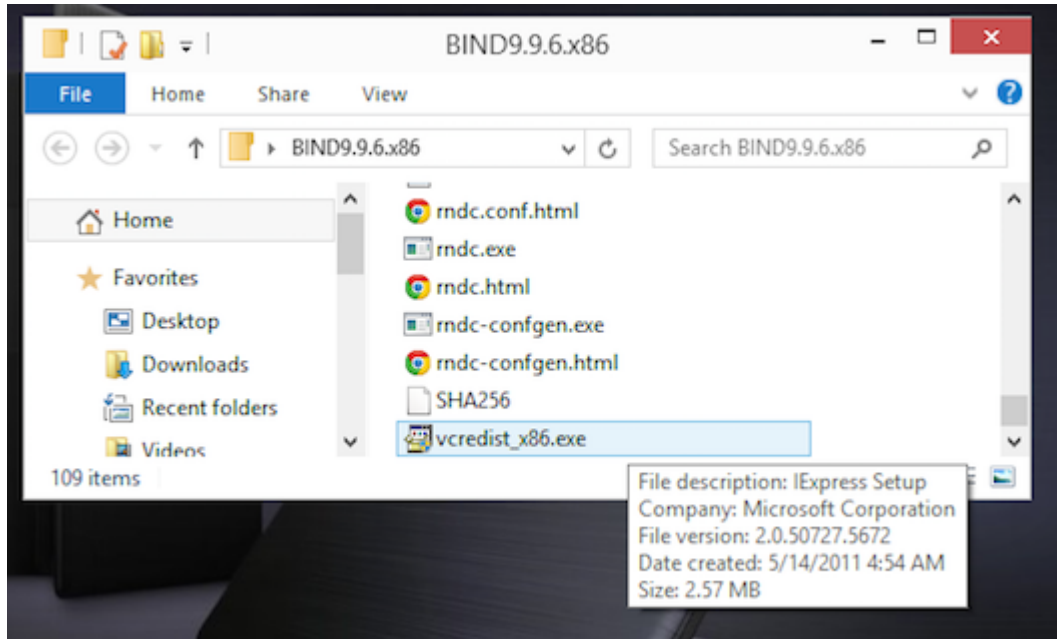 BIND9.9.6.x86
File Home Share View
BIND9.9.6.x86 Search BIND9.9.6.x86
Home
Favorites
Desktop
Downloads
Recent folders
Videos
rndc.conf.html
rndc.exe
rndc.html
rndc-confgen.exe
rndc-confgen.html
SHA256
vcredist_x86.exe
109 items
File description: IExpress Setup
Company: Microsoft Corporation
File version: 2.0.50727.5672
Date created: 5/14/2011 4:54 AM
Size: 2.57 MB